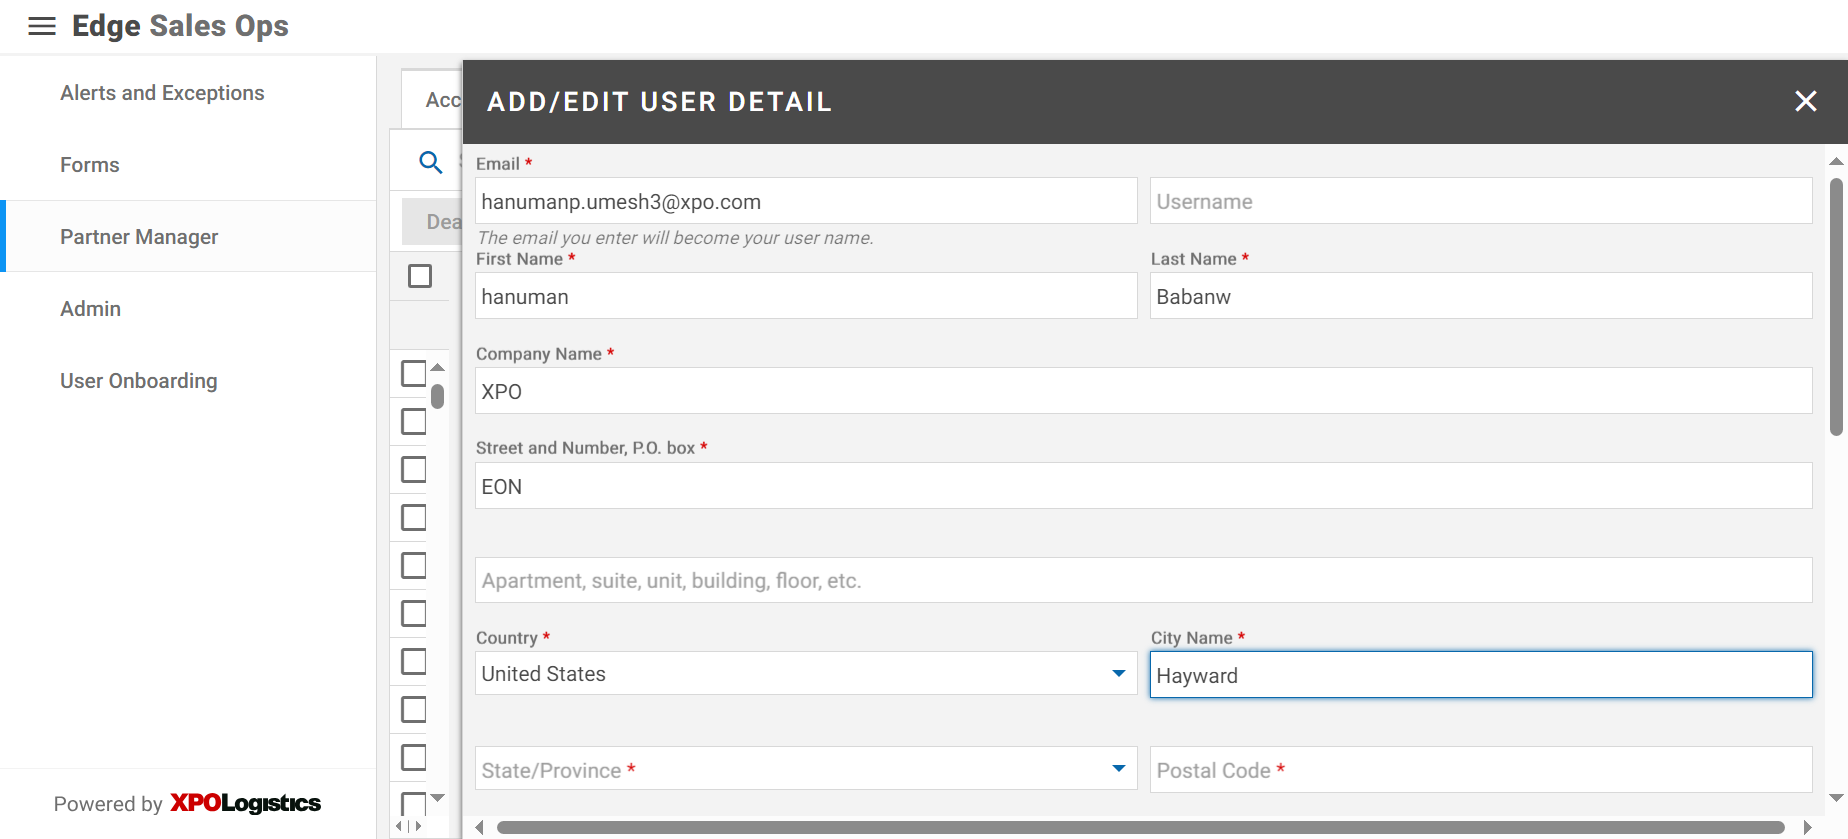 Edge Sales Ops
Alerts and Exceptions
Forms
Partner Manager
Admin
User Onboarding
Powered by XPOLogistics
Acc
Dea
ADD/EDIT USER DETAIL
Email *
hanumanp.umesh3@xpo.com
Username
The email you enter will become your user name.
First Name *
Last Name *
hanuman
Babanw
Company Name *
XPO
Street and Number, P.O. box *
EON
Apartment, suite, unit, building, floor, etc.
Country *
City Name *
United States
Hayward
State/Province *
Postal Code *